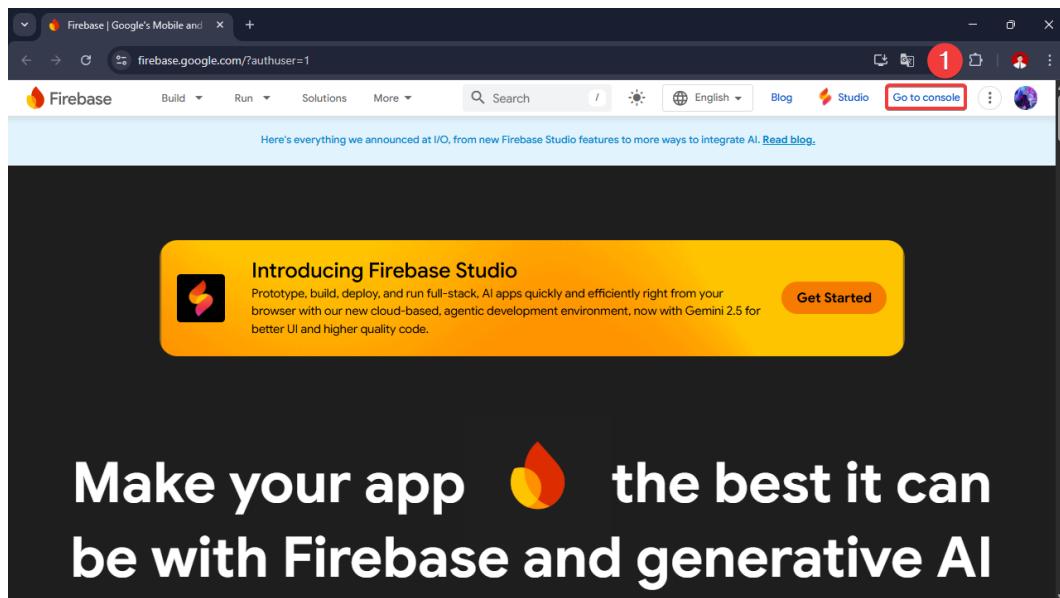 Firebase | Google's Mobile and
firebase.google.com/?authuser=1
1
Firebase Build Run Solutions More Search / English Blog Studio Go to console
Here's everything we announced at I/O, from new Firebase Studio features to more ways to integrate AI. Read blog.
Introducing Firebase Studio
Prototype, build, deploy, and run full-stack, AI apps quickly and efficiently right from your
browser with our new cloud-based, agentic development environment, now with Gemini 2.5 for
better UI and higher quality code.
Get Started
Make your app the best it can
be with Firebase and generative AI